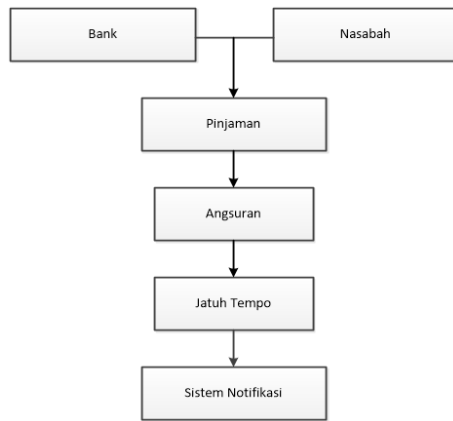 Bank
Nasabah
Pinjaman
Angsuran
Jatuh Tempo
Sistem Notifikasi